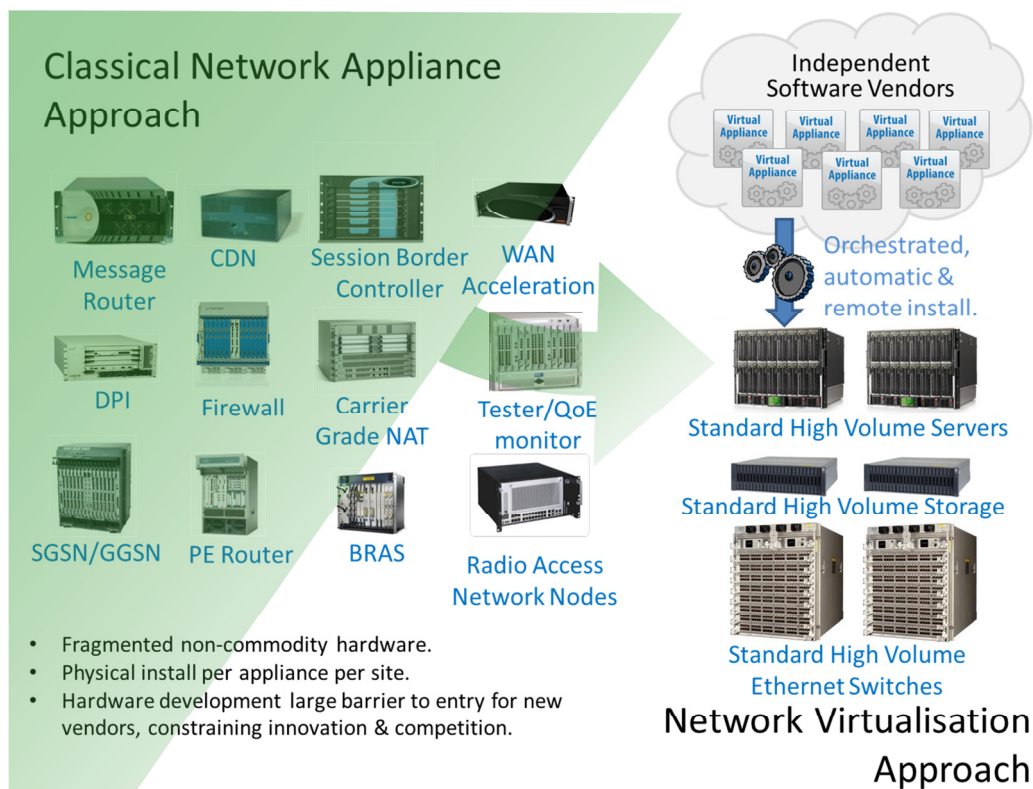 Classical Network Appliance
Approach
Message
Router
CDN
Session Border
Controller
WAN
Acceleration
DPI
Firewall
Carrier
Grade NAT
Tester/QoE
monitor
SGSN/GGSN
PE Router
BRAS
Radio Access
Network Nodes
• Fragmented non-commodity hardware.
• Physical install per appliance per site.
• Hardware development large barrier to entry for new
vendors, constraining innovation & competition.
Independent
Software Vendors
Virtual
Appliance
Virtual
Appliance
Virtual
Appliance
Virtual
Appliance
Virtual
Appliance
Virtual
Appliance
Virtual
Appliance
Orchestrated,
automatic &
remote install.
Standard High Volume Servers
Standard High Volume Storage
Standard High Volume
Ethernet Switches
Network Virtualisation
Approach